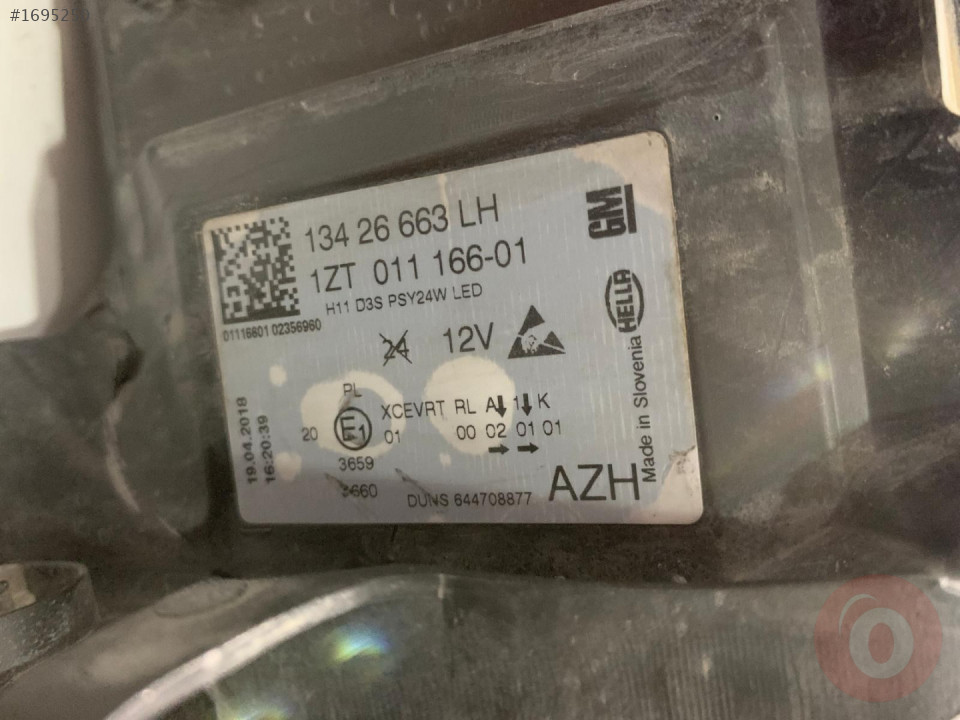 134 26 663 LH
1ZT 011 166-01
H11 D3S PSY24W LED
01116601 02356960
GM
HELLA
Made in Slovenia
24 12V
PL
XCEVRT RL A 1 K
20 E1 01 00 02 01 01
3659
660
DUNS 644708877
AZH
19.04.2018
16:20:39